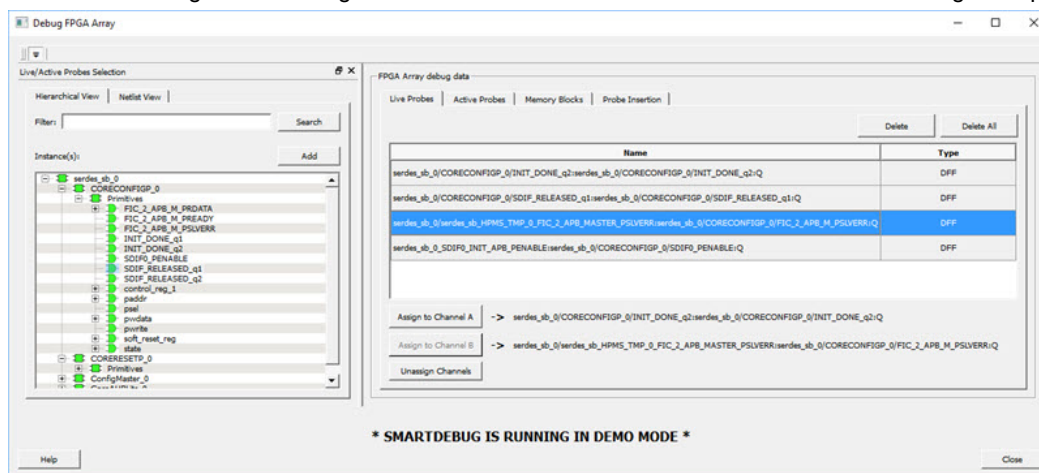 Debug FPGA Array
Live/Active Probes Selection
Hierarchical View
Netlist View
Filter:
Search
Instance(s):
Add
serdes_sb_0
CORECONFIGP_0
Primitives
FIC_2_APB_M_PRDATA
FIC_2_APB_M_PREADY
FIC_2_APB_M_PSLVERR
INIT_DONE_q1
INIT_DONE_q2
SDIF0_PENABLE
SDIF_RELEASED_q1
SDIF_RELEASED_q2
control_reg_1
paddr
psel
pwdata
pwrite
soft_reset_reg
state
CORERESETP_0
Primitives
ConfigMaster_0
FPGA Array debug data
Live Probes
Active Probes
Memory Blocks
Probe Insertion
Delete
Delete All
Name
Type
serdes_sb_0/CORECONFIGP_0/INIT_DONE_q2:serdes_sb_0/CORECONFIGP_0/INIT_DONE_q2:Q
DFF
serdes_sb_0/CORECONFIGP_0/SDIF_RELEASED_q1:serdes_sb_0/CORECONFIGP_0/SDIF_RELEASED_q1:Q
DFF
serdes_sb_0/serdes_sb_HPMS_TMP_0_FIC_2_APB_MASTER_PSLVERR:serdes_sb_0/CORECONFIGP_0/FIC_2_APB_M_PSLVERR:Q
DFF
serdes_sb_0_SDIF0_INIT_APB_PENABLE:serdes_sb_0/CORECONFIGP_0/SDIF0_PENABLE:Q
DFF
Assign to Channel A -> serdes_sb_0/CORECONFIGP_0/INIT_DONE_q2:serdes_sb_0/CORECONFIGP_0/INIT_DONE_q2:Q
Assign to Channel B -> serdes_sb_0/serdes_sb_HPMS_TMP_0_FIC_2_APB_MASTER_PSLVERR:serdes_sb_0/CORECONFIGP_0/FIC_2_APB_M_PSLVERR:Q
Unassign Channels
* SMARTDEBUG IS RUNNING IN DEMO MODE *
Help
Close